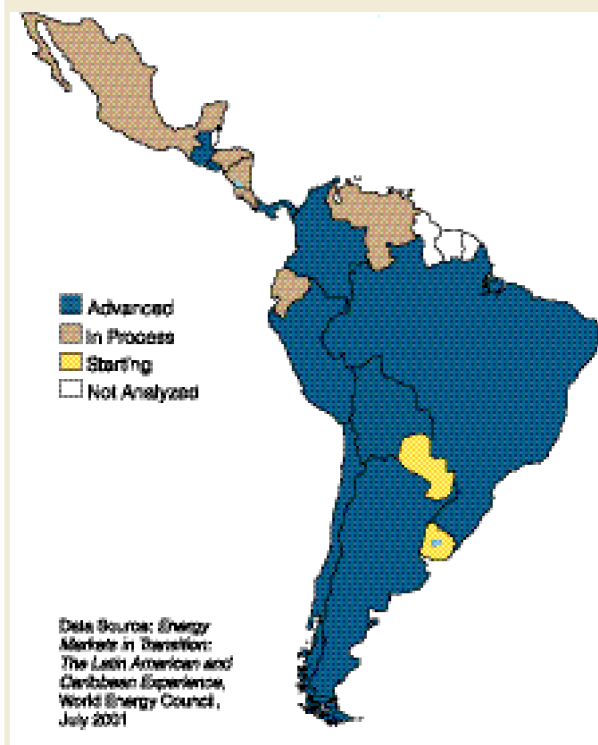 Advanced
In Process
Starting
Not Analyzed
Data Source: Energy
Markets in Transition:
The Latin American and
Caribbean Experience,
World Energy Council,
July 2001